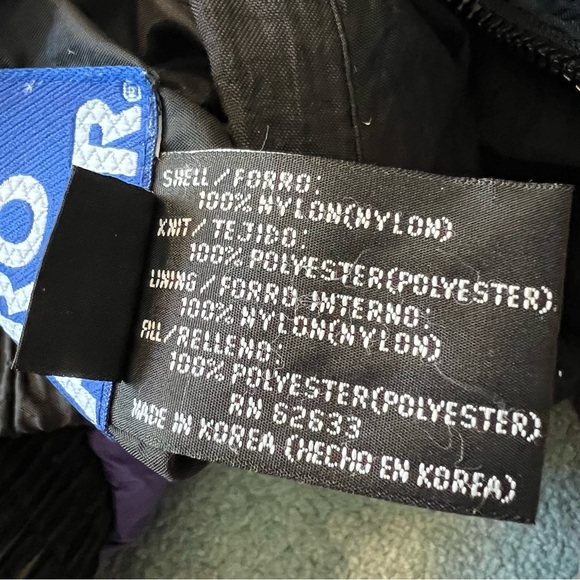 R®
RO
SHELL/FORRO:
100% NYLON(NYLON)
KNIT/TEJIDO:
100% POLYESTER(POLYESTER)
LINING/FORRO INTERNO:
100% NYLON(NYLON)
FILL/RELLENO:
100% POLYESTER(POLYESTER)
RN 62633
MADE IN KOREA (HECHO EN KOREA)